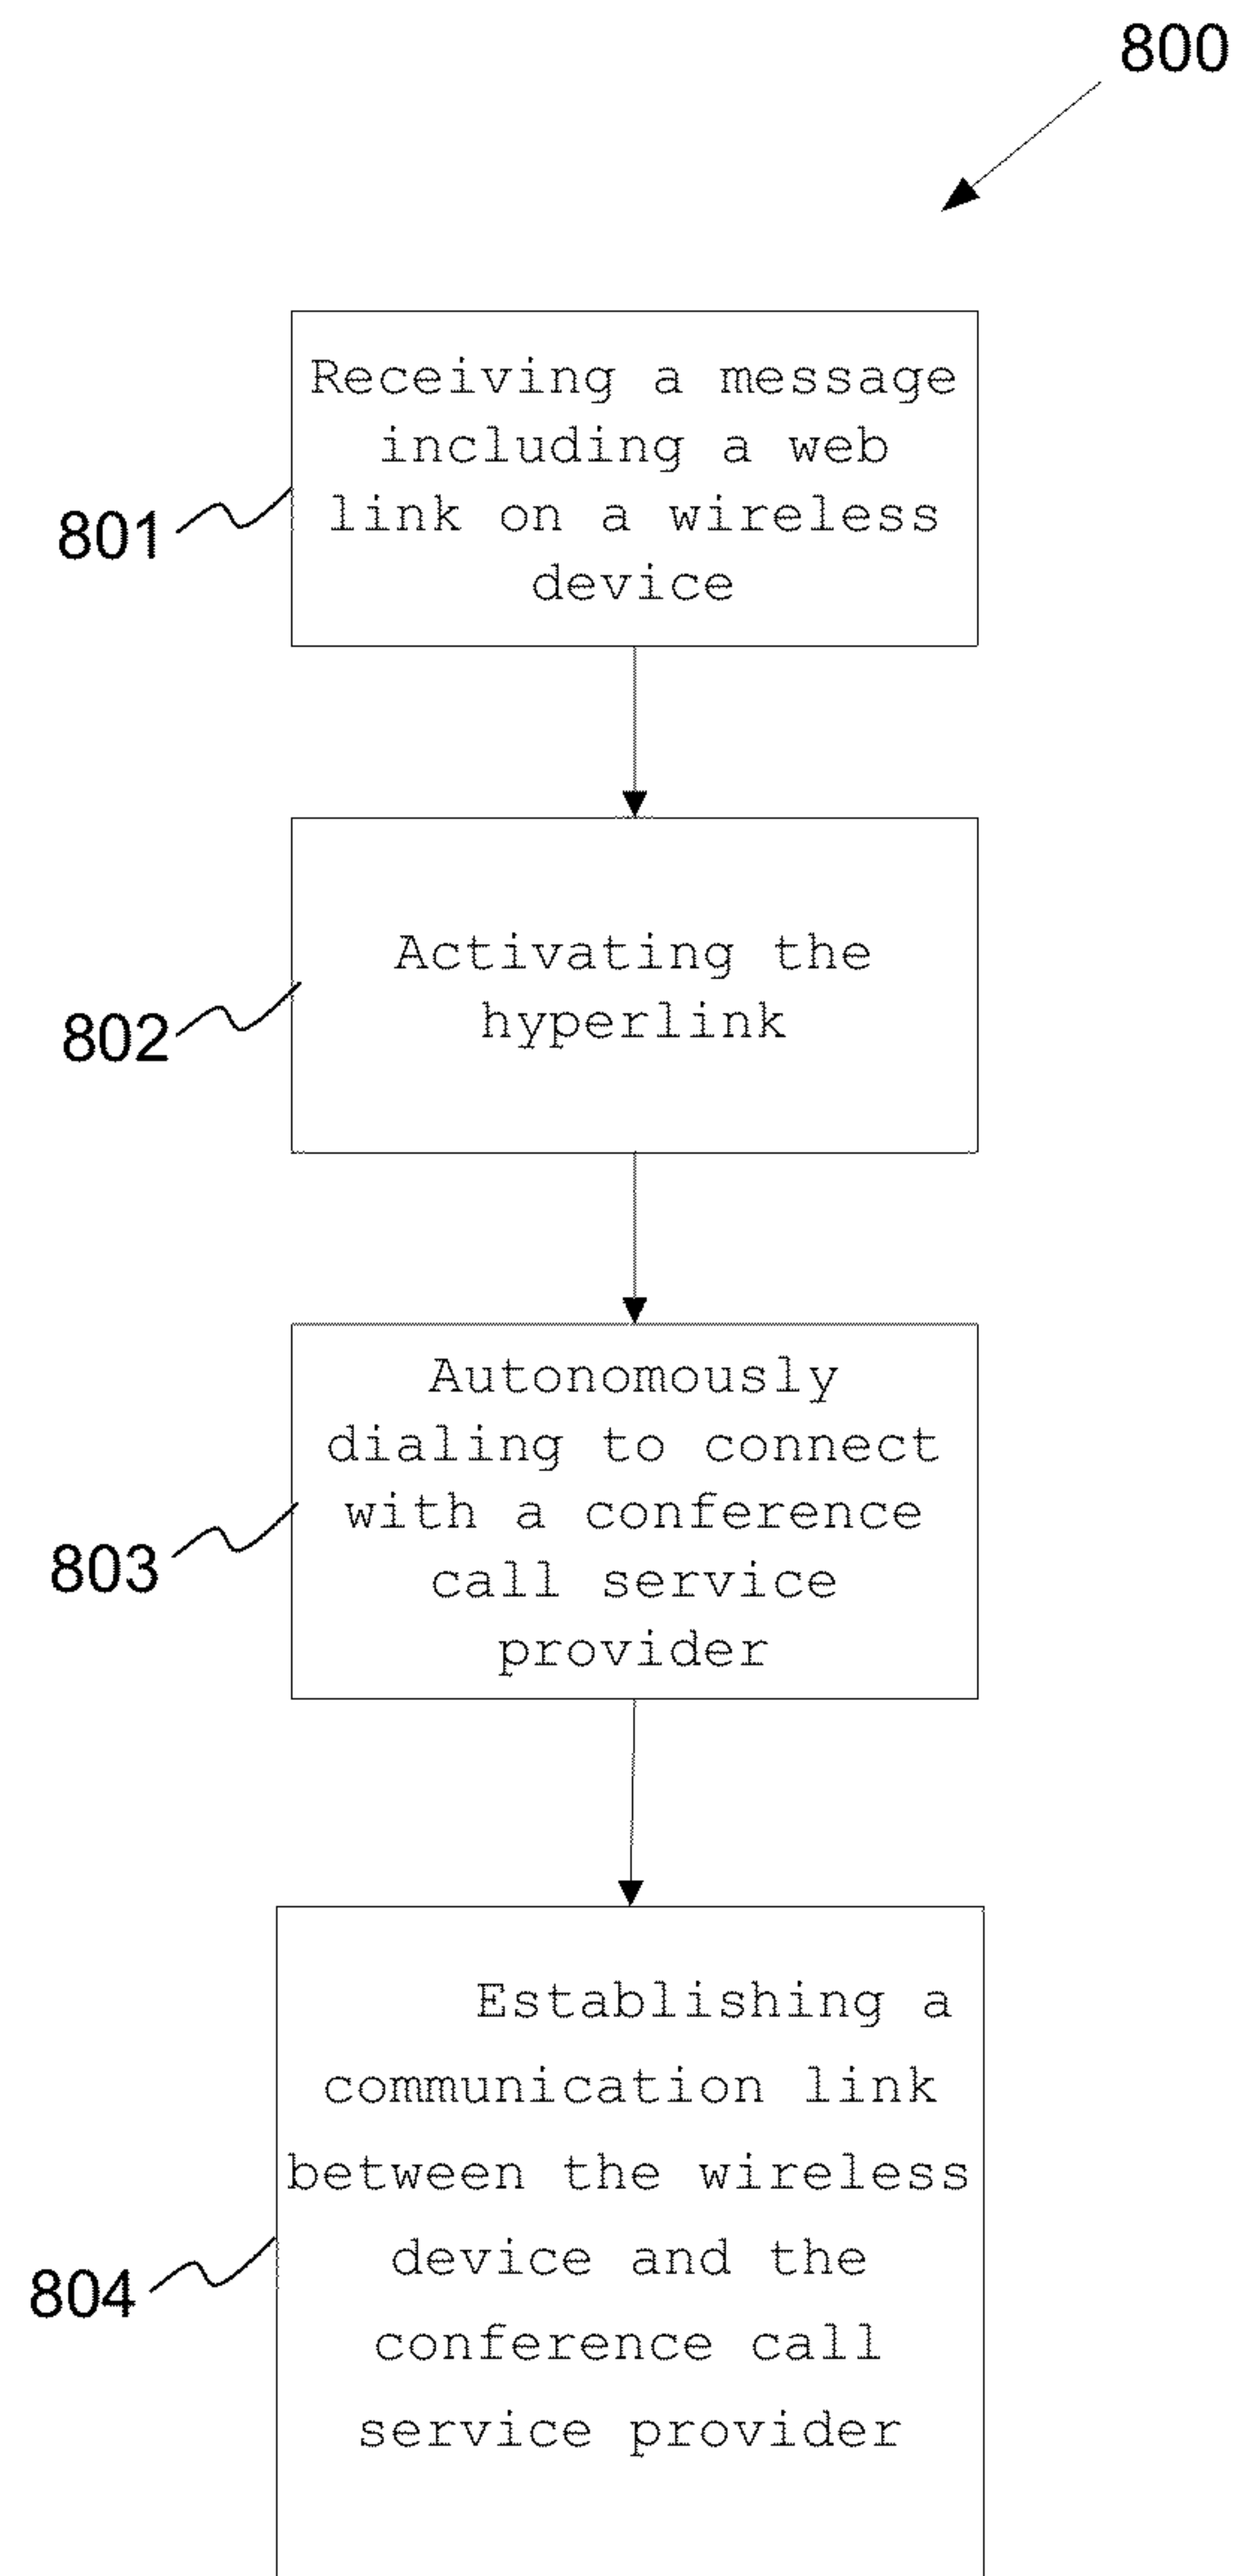 800
Receiving a message
including a web
link on a wireless
device
801
Activating the
hyperlink
802
Autonomously
dialing to connect
with a conference
call service
provider
803
Establishing a
communication link
between the wireless
device and the
conference call
service provider
804